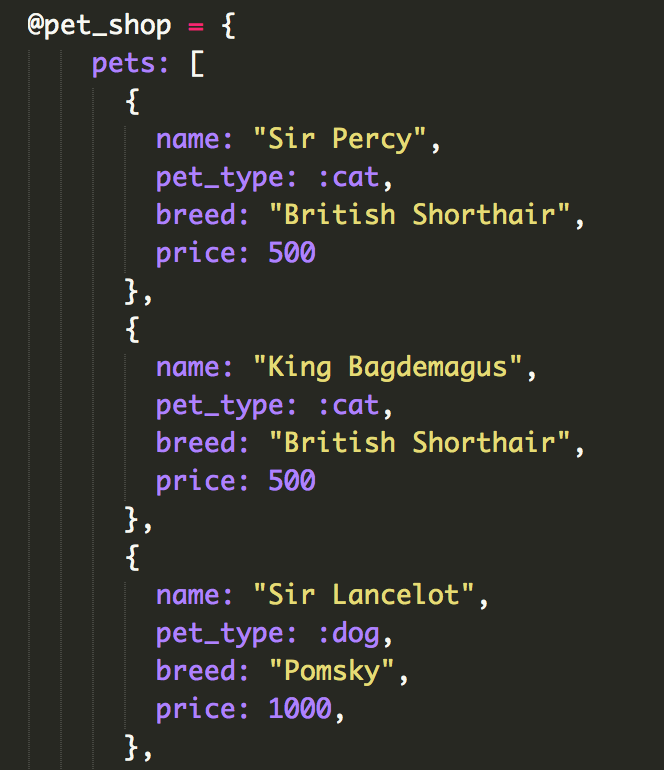 @pet_shop = {
pets: [
{
name: "Sir Percy",
pet_type: :cat,
breed: "British Shorthair",
price: 500
},
{
name: "King Bagdemagus",
pet_type: :cat,
breed: "British Shorthair",
price: 500
},
{
name: "Sir Lancelot",
pet_type: :dog,
breed: "Pomsky",
price: 1000,
},